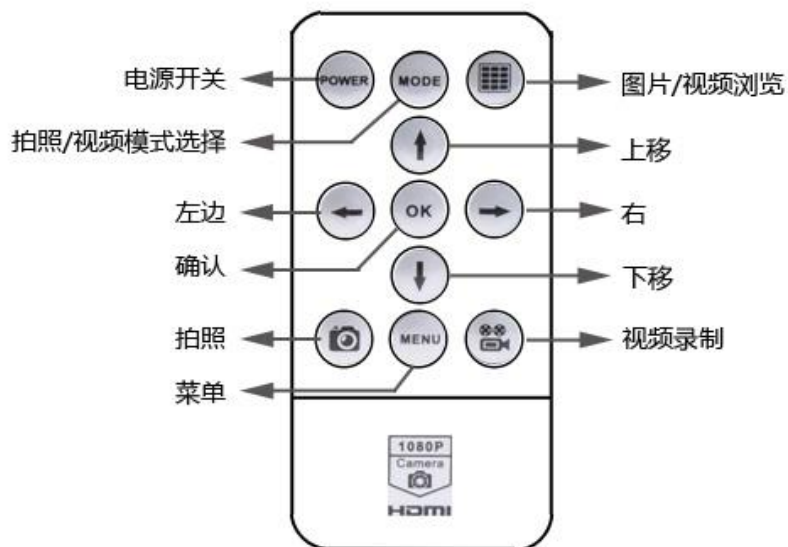 电源开关
POWER
MODE
图片/视频浏览
拍照/视频模式选择
上移
左边
OK
右
确认
下移
拍照
MENU
视频录制
菜单
1080P
Camera
HDMI